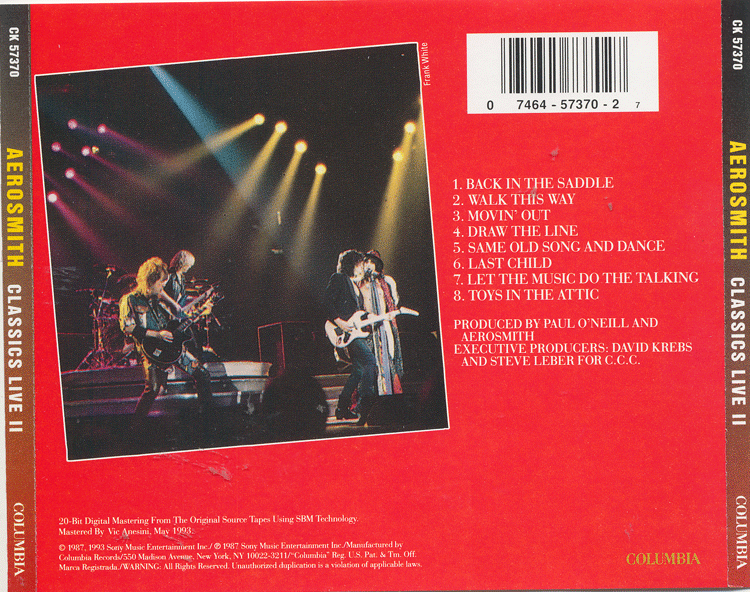 CK 57370
AEROSMITH
CLASSICS LIVE II
COLUMBIA
Frank White
0 7464-57370-2 7
1. BACK IN THE SADDLE
2. WALK THIS WAY
3. MOVIN' OUT
4. DRAW THE LINE
5. SAME OLD SONG AND DANCE
6. LAST CHILD
7. LET THE MUSIC DO THE TALKING
8. TOYS IN THE ATTIC
PRODUCED BY PAUL O'NEILL AND
AEROSMITH
EXECUTIVE PRODUCERS: DAVID KREBS
AND STEVE LEBER FOR C.C.C.
20-Bit Digital Mastering From The Original Source Tapes Using SBM Technology.
Mastered By Vic Anesini, May 1993.
© 1987, 1993 Sony Music Entertainment Inc./ ℗ 1987 Sony Music Entertainment Inc./Manufactured by
Columbia Records/550 Madison Avenue, New York, NY 10022-3211/"Columbia" Reg. U.S. Pat. & Tm. Off.
Marca Registrada./WARNING: All Rights Reserved. Unauthorized duplication is a violation of applicable laws.
COLUMBIA
CK 57370
AEROSMITH
CLASSICS LIVE II
COLUMBIA